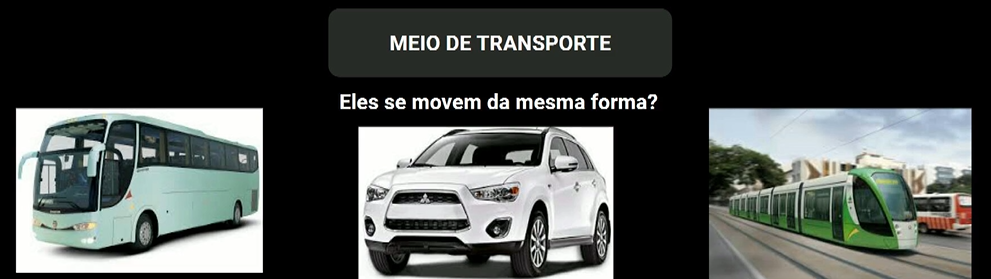 MEIO DE TRANSPORTE
Eles se movem da mesma forma?